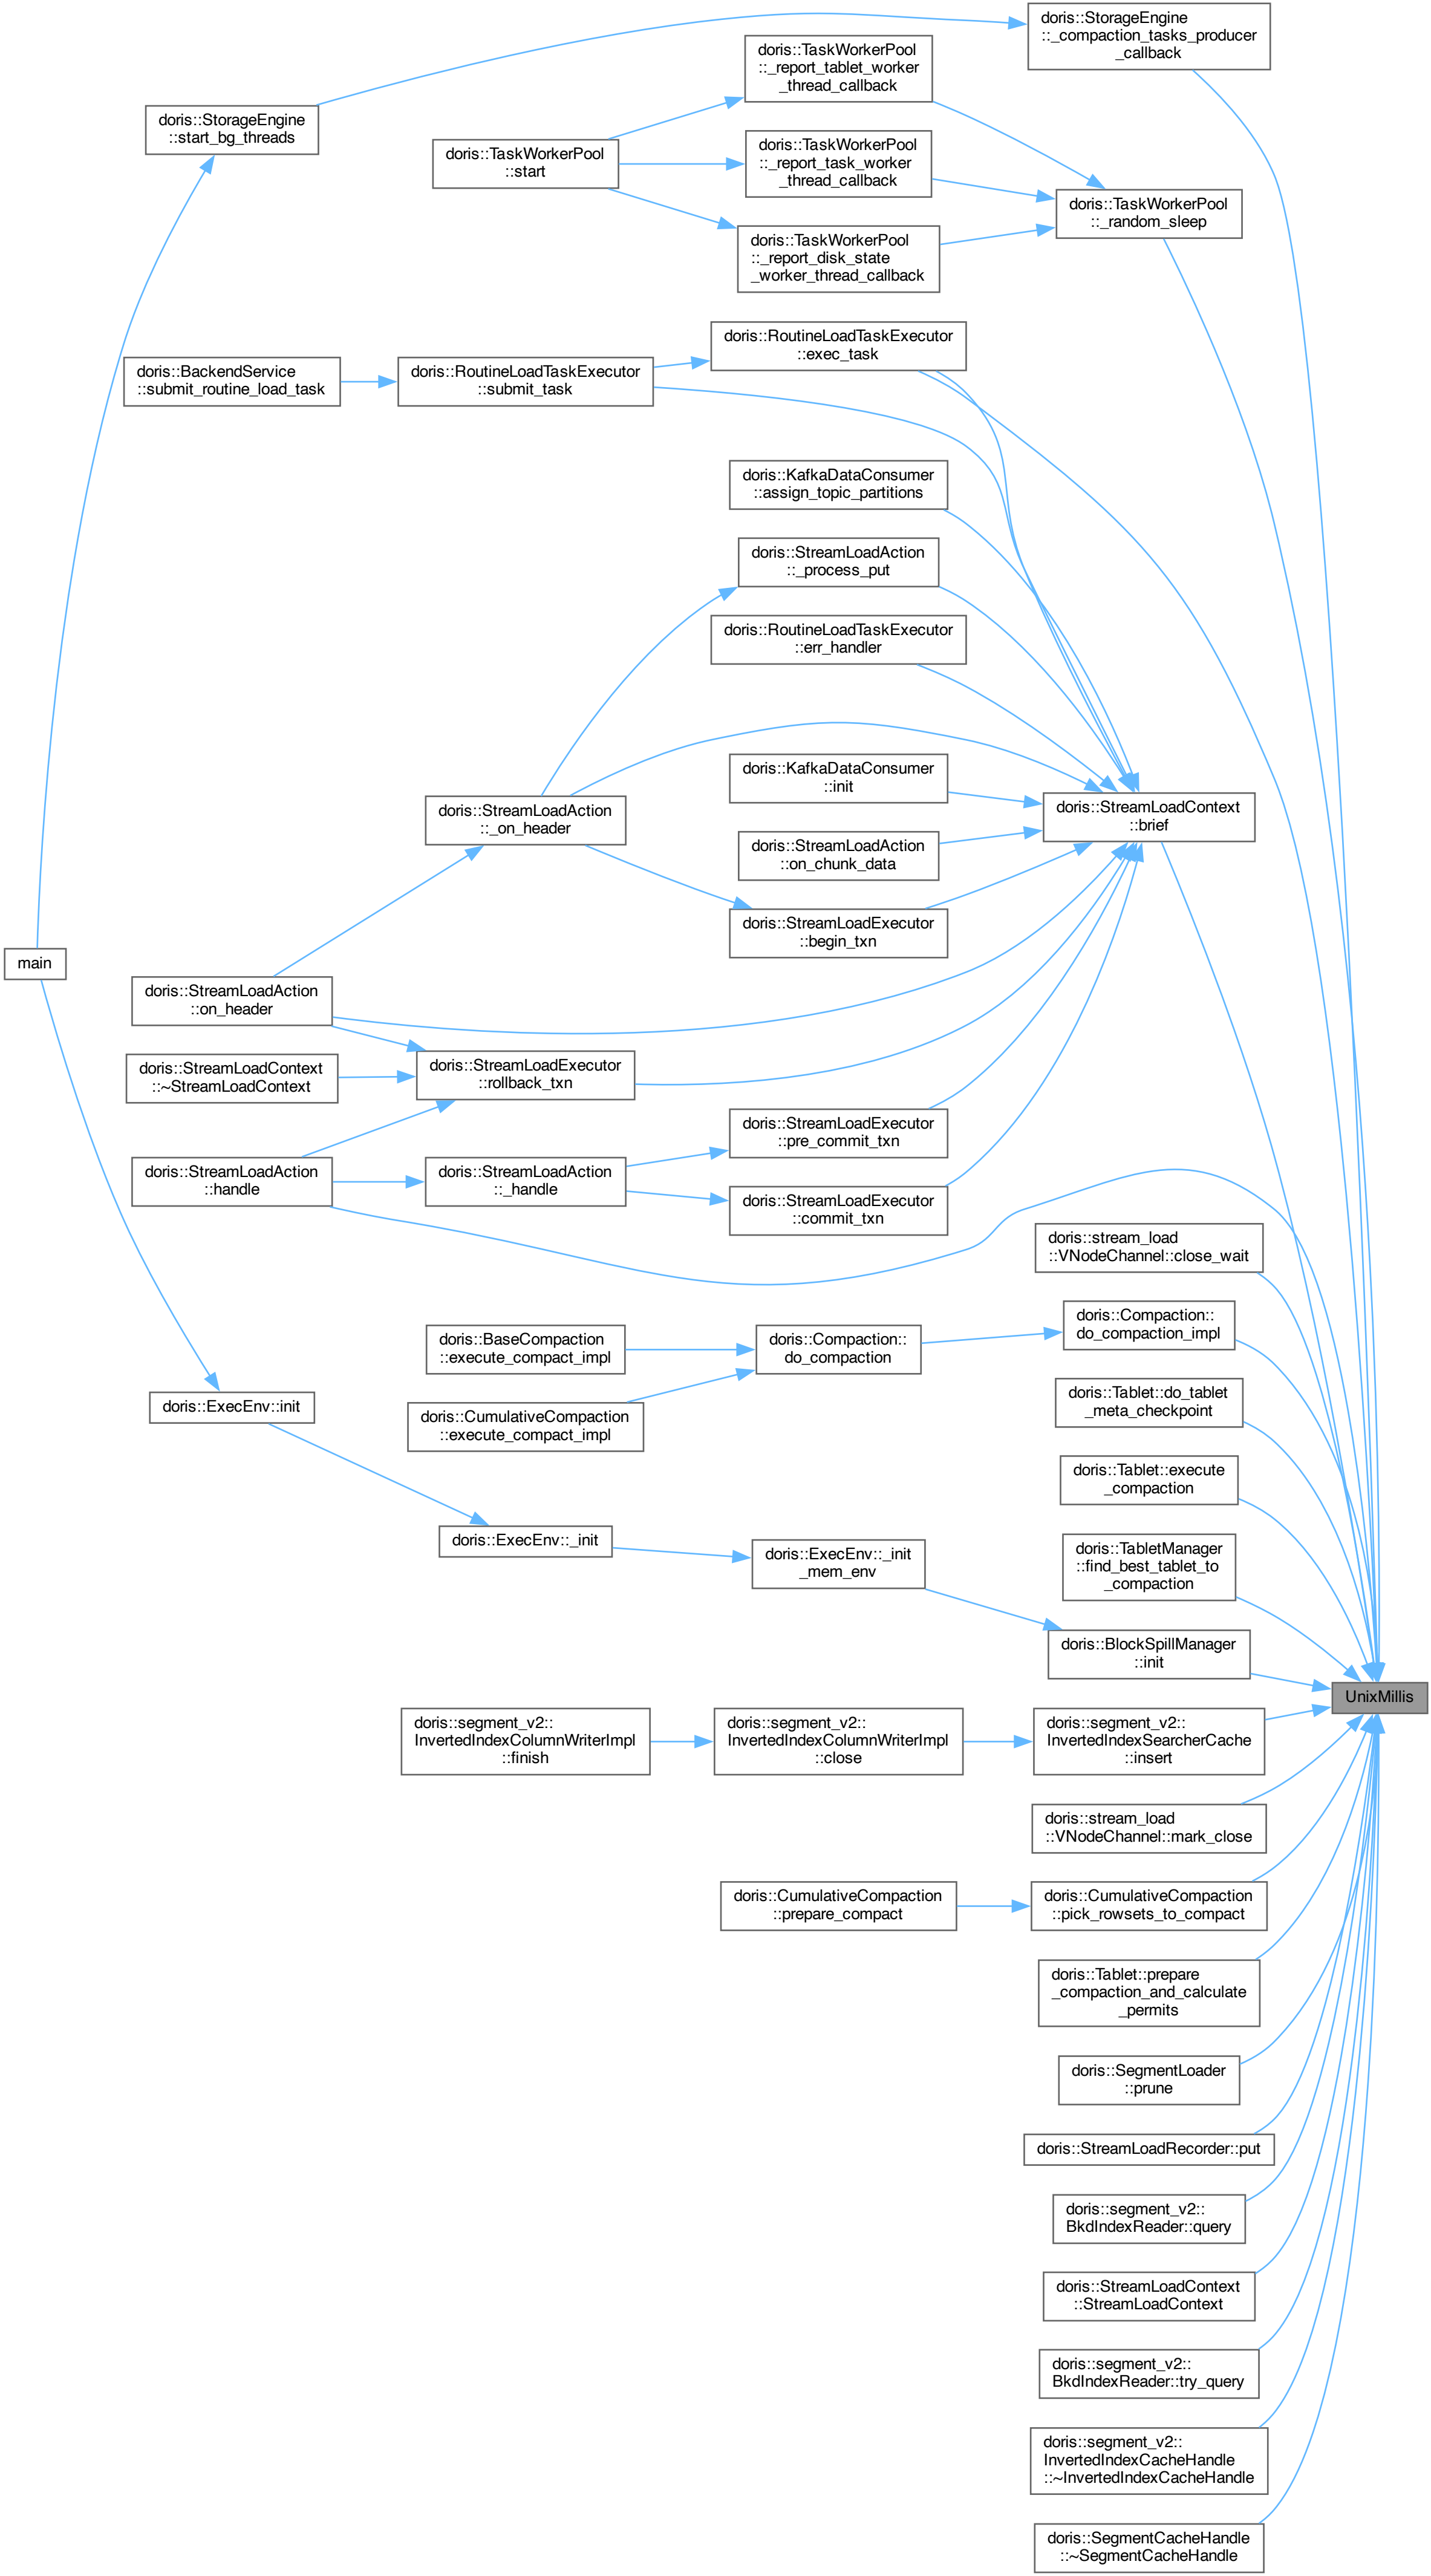 doris::StorageEngine
::_compaction_tasks_producer
_callback
doris::TaskWorkerPool
::_report_tablet_worker
_thread_callback
doris::StorageEngine
::start_bg_threads
doris::TaskWorkerPool
::start
doris::TaskWorkerPool
::_report_task_worker
_thread_callback
doris::TaskWorkerPool
::_random_sleep
doris::TaskWorkerPool
::_report_disk_state
_worker_thread_callback
doris::RoutineLoadTaskExecutor
::exec_task
doris::BackendService
::submit_routine_load_task
doris::RoutineLoadTaskExecutor
::submit_task
doris::KafkaDataConsumer
::assign_topic_partitions
doris::StreamLoadAction
::_process_put
doris::RoutineLoadTaskExecutor
::err_handler
doris::KafkaDataConsumer
::init
doris::StreamLoadAction
::_on_header
doris::StreamLoadContext
::brief
doris::StreamLoadAction
::on_chunk_data
doris::StreamLoadExecutor
::begin_txn
main
doris::StreamLoadAction
::on_header
doris::StreamLoadContext
::~StreamLoadContext
doris::StreamLoadExecutor
::rollback_txn
doris::StreamLoadExecutor
::pre_commit_txn
doris::StreamLoadAction
::handle
doris::StreamLoadAction
::_handle
doris::StreamLoadExecutor
::commit_txn
doris::stream_load
::VNodeChannel::close_wait
doris::Compaction::
do_compaction_impl
doris::BaseCompaction
::execute_compact_impl
doris::Compaction::
do_compaction
doris::Tablet::do_tablet
_meta_checkpoint
doris::ExecEnv::init
doris::CumulativeCompaction
::execute_compact_impl
doris::Tablet::execute
_compaction
doris::ExecEnv::_init
doris::ExecEnv::_init
_mem_env
doris::TabletManager
::find_best_tablet_to
_compaction
doris::BlockSpillManager
::init
UnixMillis
doris::segment_v2::
InvertedIndexColumnWriterImpl
::finish
doris::segment_v2::
InvertedIndexColumnWriterImpl
::close
doris::segment_v2::
InvertedIndexSearcherCache
::insert
doris::stream_load
::VNodeChannel::mark_close
doris::CumulativeCompaction
::prepare_compact
doris::CumulativeCompaction
::pick_rowsets_to_compact
doris::Tablet::prepare
_compaction_and_calculate
_permits
doris::SegmentLoader
::prune
doris::StreamLoadRecorder::put
doris::segment_v2::
BkdIndexReader::query
doris::StreamLoadContext
::StreamLoadContext
doris::segment_v2::
BkdIndexReader::try_query
doris::segment_v2::
InvertedIndexCacheHandle
::~InvertedIndexCacheHandle
doris::SegmentCacheHandle
::~SegmentCacheHandle